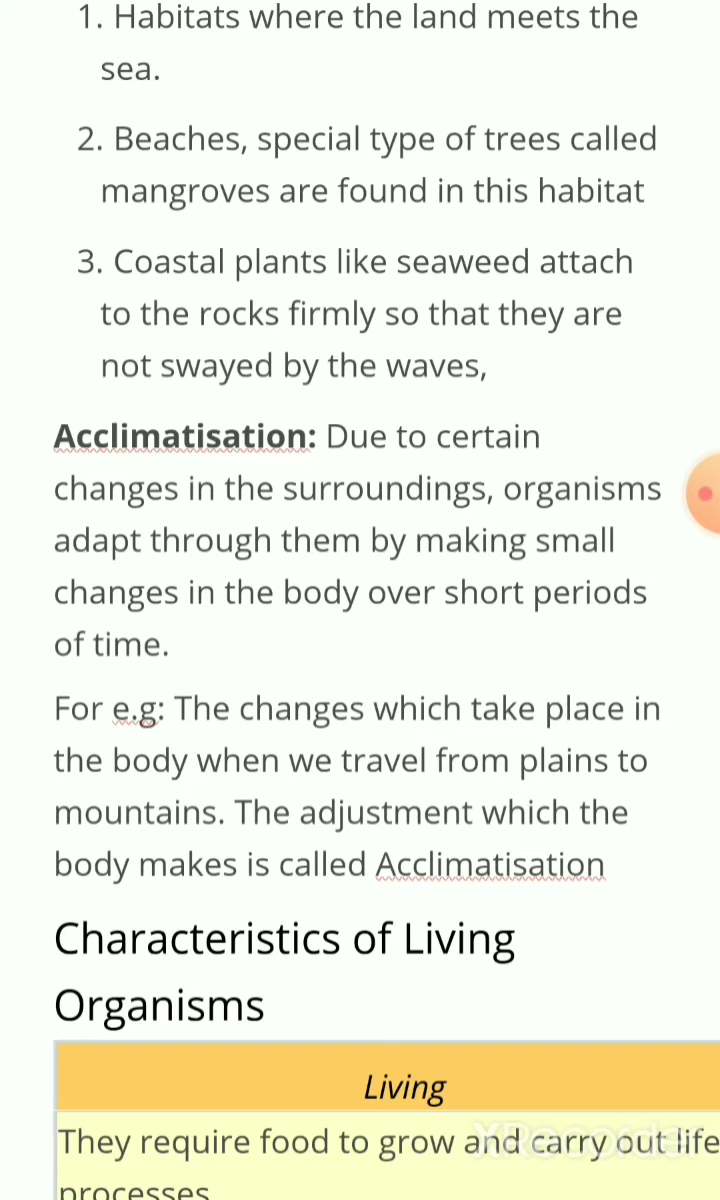 1. Habitats where the land meets the
sea.
2. Beaches, special type of trees called
mangroves are found in this habitat
3. Coastal plants like seaweed attach
to the rocks firmly so that they are
not swayed by the waves,
Acclimatisation: Due to certain
changes in the surroundings, organisms
adapt through them by making small
changes in the body over short periods
of time.
For e.g: The changes which take place in
the body when we travel from plains to
mountains. The adjustment which the
body makes is called Acclimatisation
Characteristics of Living
Organisms
Living
They require food to grow and carry out life
processes
XRecorder